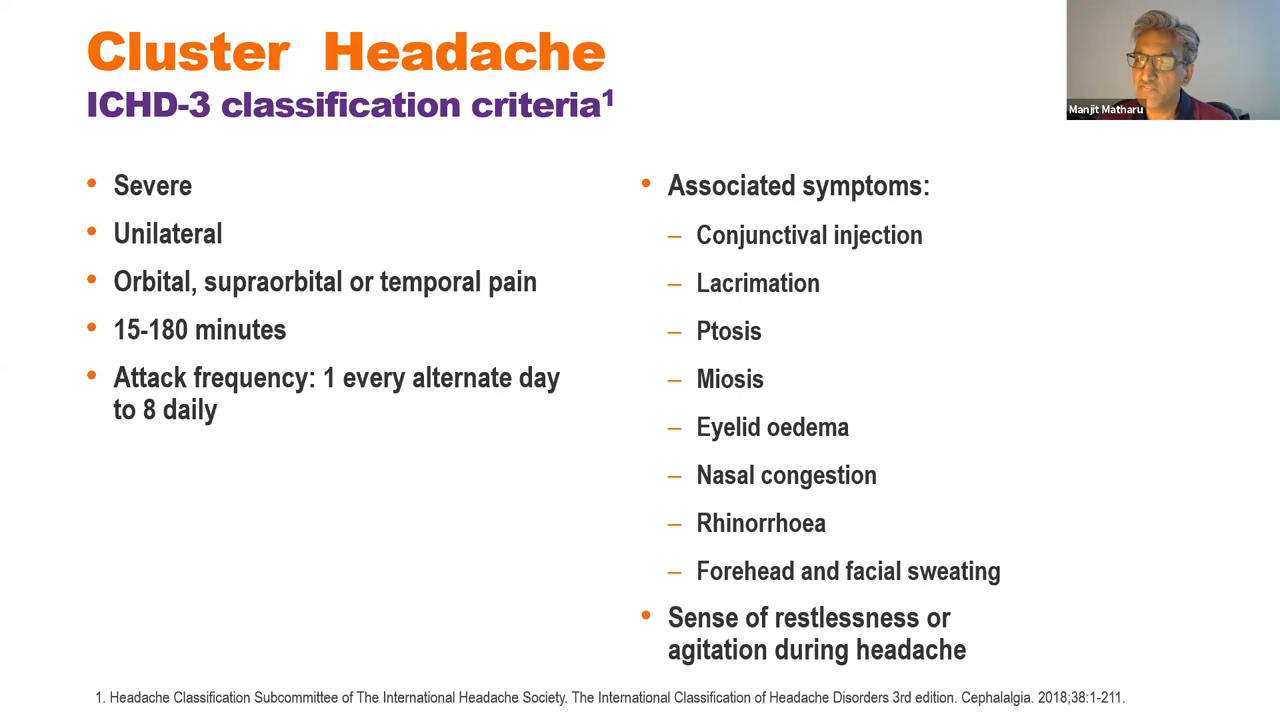 Cluster Headache
ICHD-3 classification criteria1
Manjit Matharu
• Severe
• Unilateral
• Orbital, supraorbital or temporal pain
• 15-180 minutes
• Attack frequency: 1 every alternate day
to 8 daily
• Associated symptoms:
– Conjunctival injection
– Lacrimation
– Ptosis
– Miosis
– Eyelid oedema
– Nasal congestion
– Rhinorrhoea
– Forehead and facial sweating
• Sense of restlessness or
agitation during headache
1. Headache Classification Subcommittee of The International Headache Society. The International Classification of Headache Disorders 3rd edition. Cephalalgia. 2018;38:1-211.